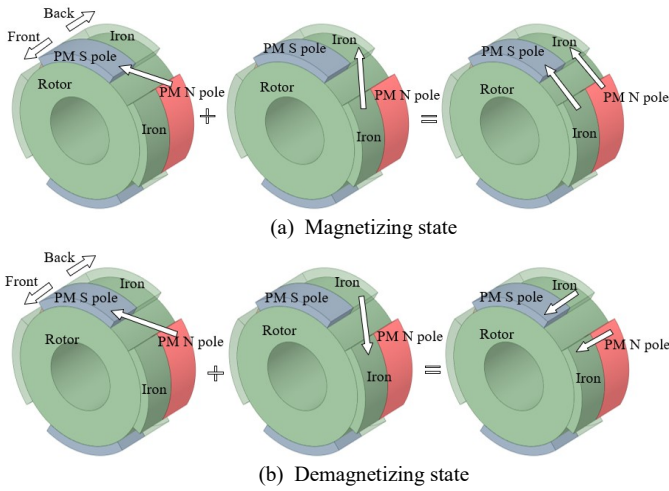 Back
Front
Iron
PM S pole
Rotor
PM N pole
Iron
+
Iron
PM S pole
Rotor
PM N pole
Iron
=
Iron
PM S pole
Rotor
PM N pole
Iron
(a) Magnetizing state
Back
Front
Iron
PM S pole
Rotor
PM N pole
Iron
+
Iron
PM S pole
Rotor
PM N pole
Iron
=
Iron
PM S pole
Rotor
PM N pole
Iron
(b) Demagnetizing state